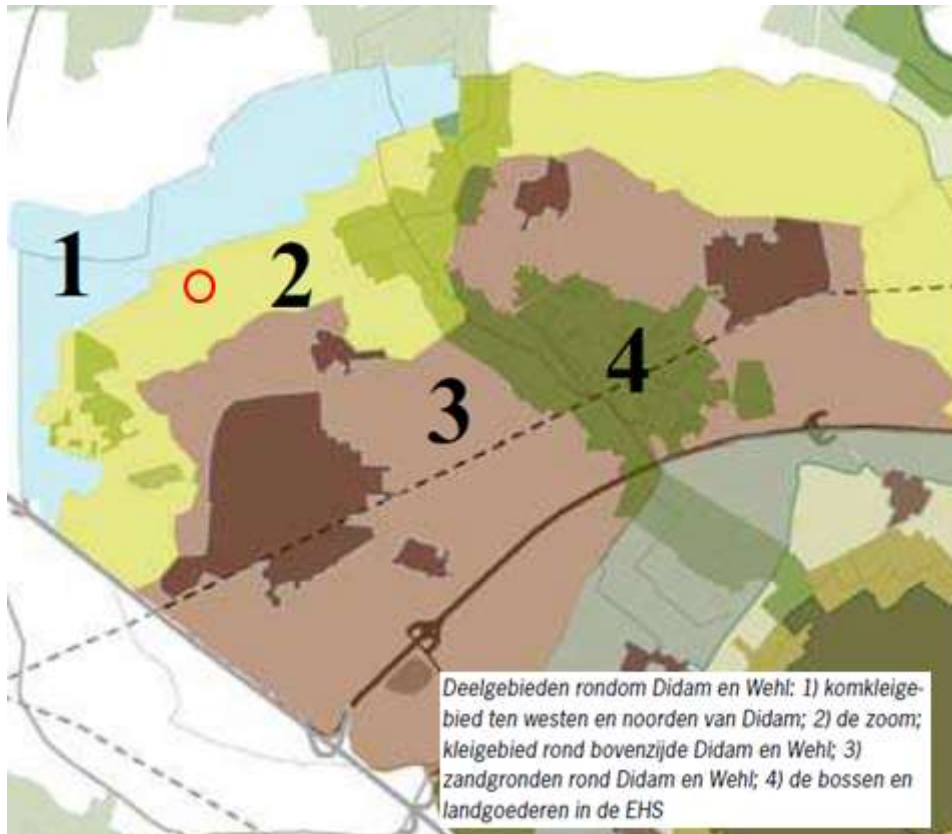 1
2
3
4
Deelgebieden rondom Didam en Wehl: 1) komkleige-
bied ten westen en noorden van Didam; 2) de zoom;
kleigebied rond bovenzijde Didam en Wehl; 3)
zandgronden rond Didam en Wehl; 4) de bossen en
landgoederen in de EHS